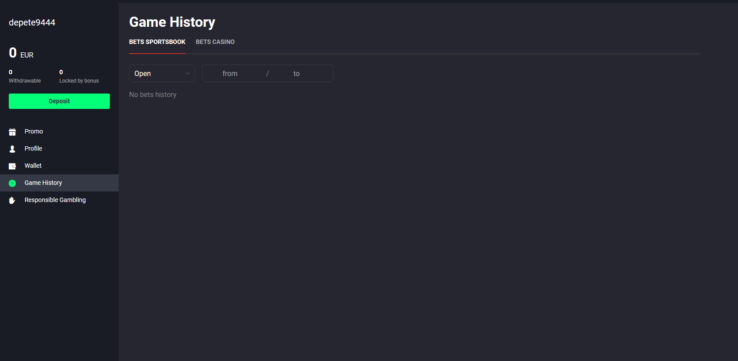 depete9444
0 EUR
0 0
Withdrawable Locked by bonus
Deposit
Promo
Profile
Wallet
Game History
Responsible Gambling
Game History
BETS SPORTSBOOK BETS CASINO
Open from / to
No bets history